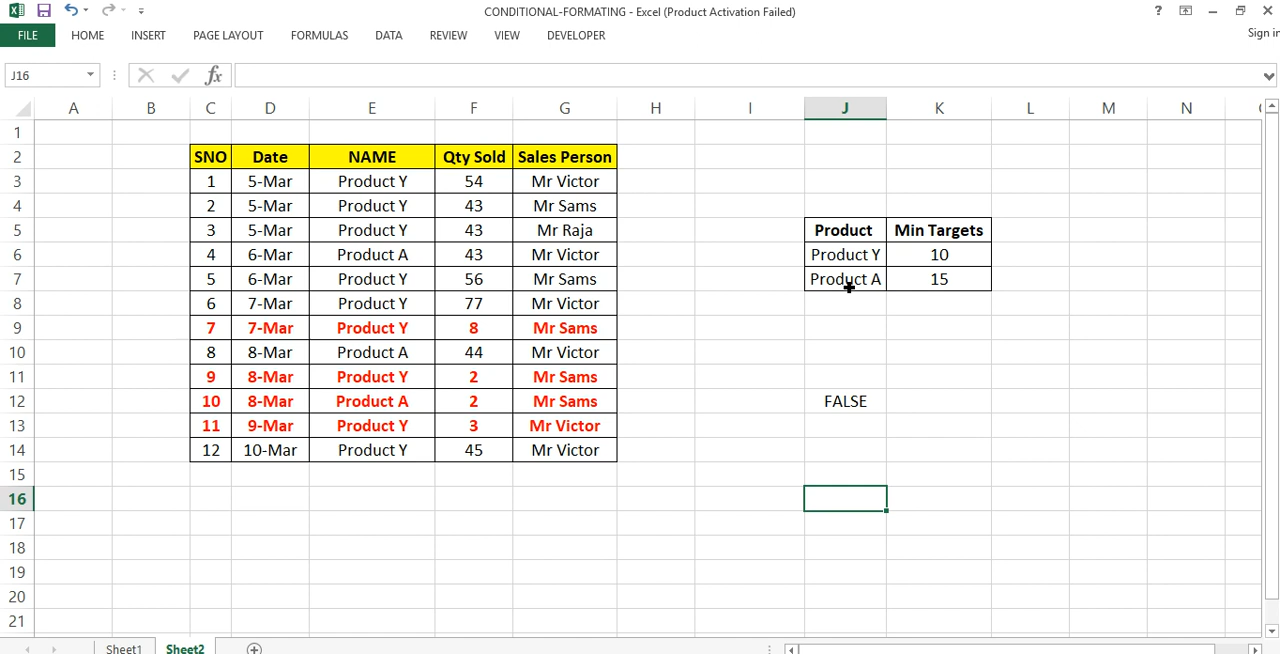 CONDITIONAL-FORMATING - Excel (Product Activation Failed)
?
FILE HOME INSERT PAGE LAYOUT FORMULAS DATA REVIEW VIEW DEVELOPER Sign in
J16 fx
A B C D E F G H I J K L M N
1
2 SNO Date NAME Qty Sold Sales Person
3 1 5-Mar Product Y 54 Mr Victor
4 2 5-Mar Product Y 43 Mr Sams
5 3 5-Mar Product Y 43 Mr Raja Product Min Targets
6 4 6-Mar Product A 43 Mr Victor Product Y 10
7 5 6-Mar Product Y 56 Mr Sams Product A 15
8 6 7-Mar Product Y 77 Mr Victor
9 7 7-Mar Product Y 8 Mr Sams
10 8 8-Mar Product A 44 Mr Victor
11 9 8-Mar Product Y 2 Mr Sams
12 10 8-Mar Product A 2 Mr Sams FALSE
13 11 9-Mar Product Y 3 Mr Victor
14 12 10-Mar Product Y 45 Mr Victor
15
16
17
18
19
20
21
Sheet1 Sheet2